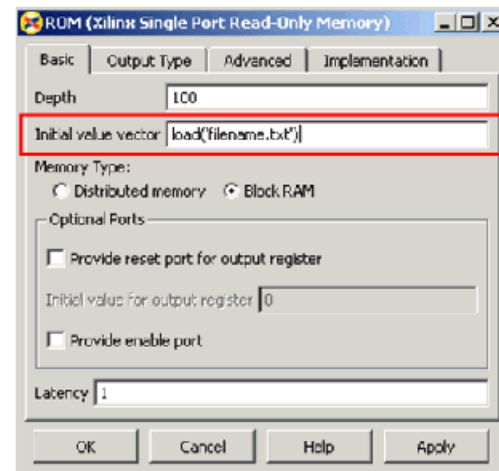 ROM (Xilinx Single Port Read-Only Memory)
Basic Output Type Advanced Implementation
Depth 100
Initial value vector load('filename.txt')
Memory Type:
Distributed memory Block RAM
Optional Ports
Provide reset port for output register
Initial value for output register 0
Provide enable port
Latency 1
OK Cancel Help Apply